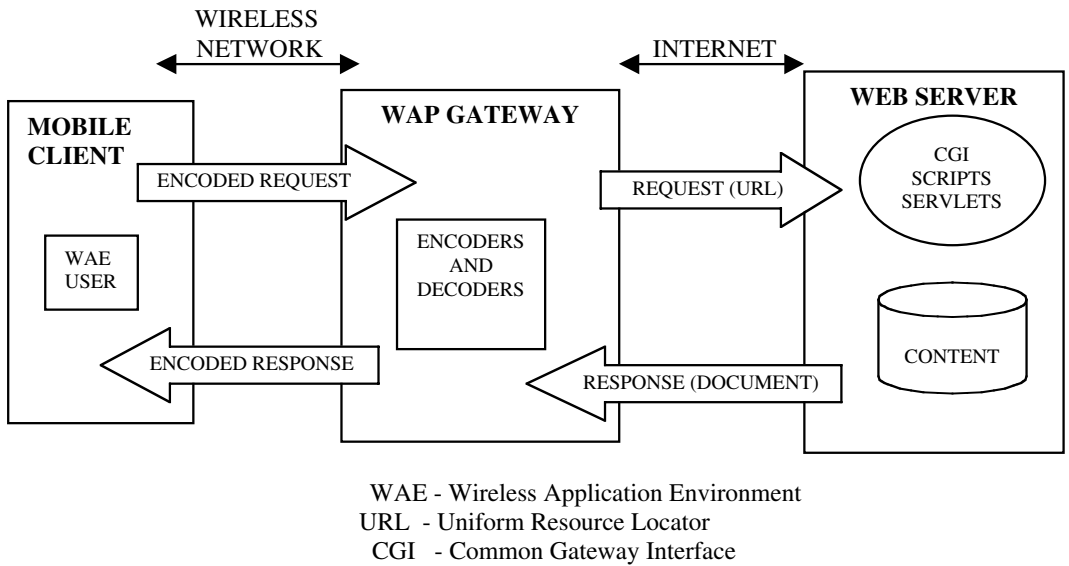 WIRELESS
NETWORK
INTERNET
MOBILE
CLIENT
WAP GATEWAY
WEB SERVER
ENCODED REQUEST
REQUEST (URL)
CGI
SCRIPTS
SERVLETS
WAE
USER
ENCODERS
AND
DECODERS
ENCODED RESPONSE
RESPONSE (DOCUMENT)
CONTENT
WAE - Wireless Application Environment
URL - Uniform Resource Locator
CGI - Common Gateway Interface